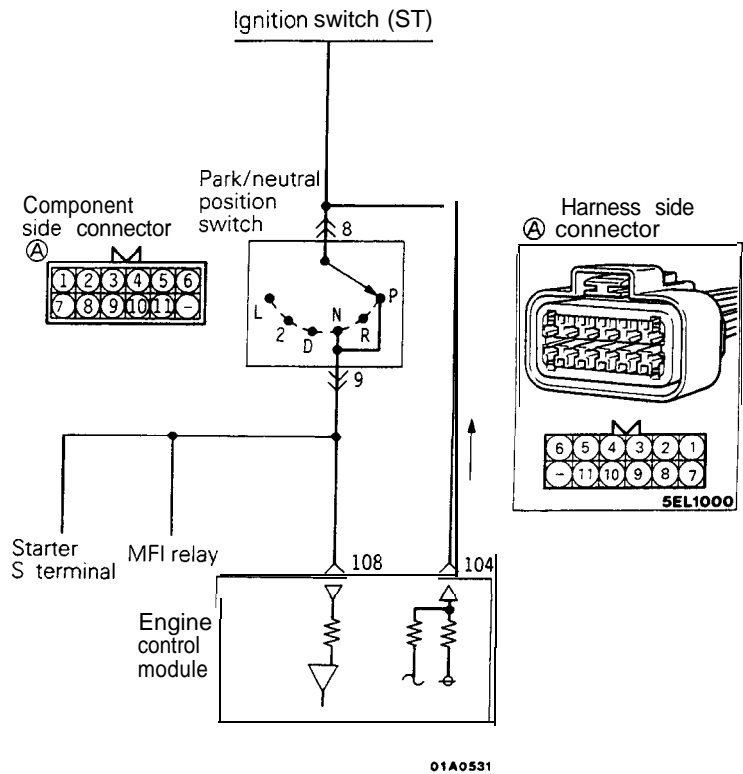 Ignition switch (ST)
Park/neutral
position
switch
8
Component
side connector
A
1 2 3 4 5 6
7 8 9 10 11 -
L
2
D
N
R
P
9
Harness side
A connector
6 5 4 3 2 1
- 11 10 9 8 7
5EL1000
Starter
S terminal
MFI relay
108
104
Engine
control
module
01A0531